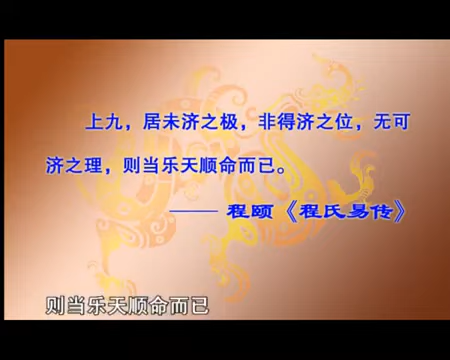 上九，居未济之极，非得济之位，无可
济之理，则当乐天顺命而已。
—— 程颐《程氏易传》
则当乐天顺命而已